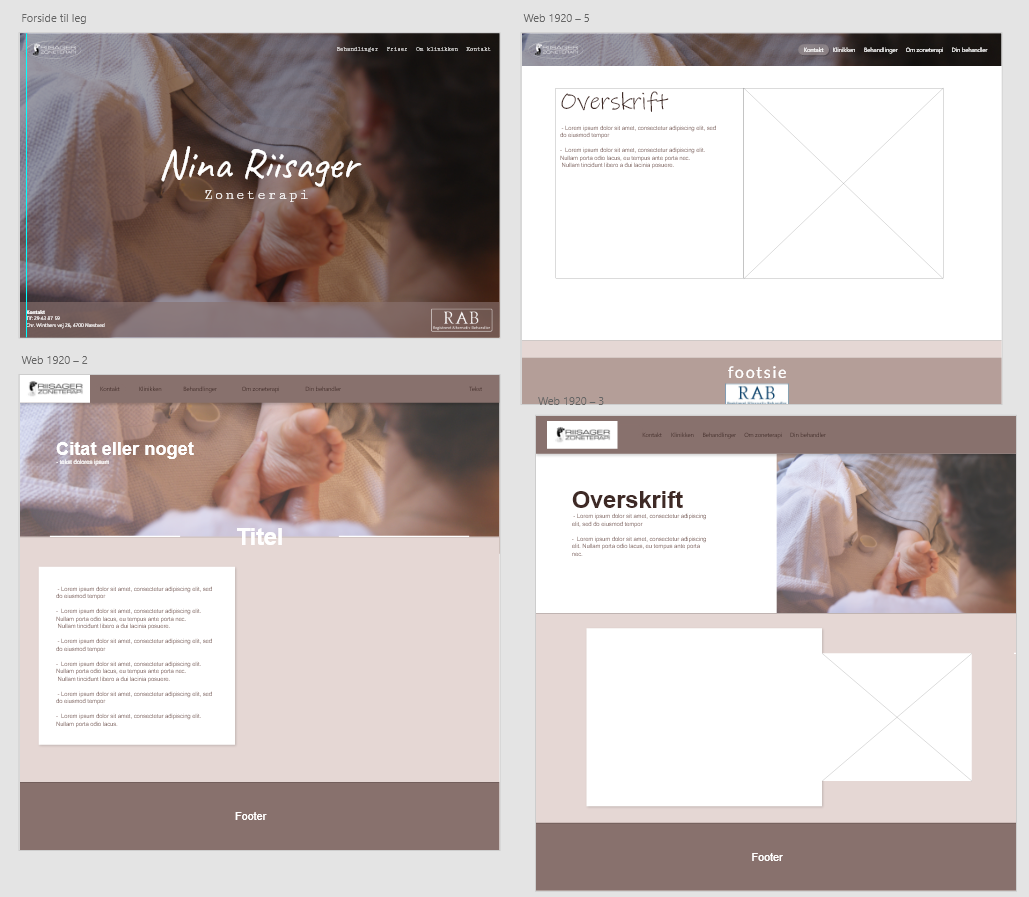 Forside til leg
RIISAGER
ZONETERAPI
Behandlinger Priser Om klinikken Kontakt
Nina Riisager
Zoneterapi
Kontakt
Tlf: 29 43 87 59
Chr. Winthers vej 26, 4700 Næstved
RAB
Registreret Alternativ Behandler
Web 1920 – 5
RIISAGER
ZONETERAPI
Kontakt Klinikken Behandlinger Om zoneterapi Din behandler
Overskrift
- Lorem ipsum dolor sit amet, consectetur adipiscing elit, sed
do eiusmod tempor
- Lorem ipsum dolor sit amet, consectetur adipiscing elit.
Nullam porta odio lacus, eu tempus ante porta nec.
Nullam tincidunt libero a dui lacinia posuere.
footsie
RAB
Web 1920 – 2
RIISAGER
ZONETERAPI
Kontakt Klinikken Behandlinger Om zoneterapi Din behandler Tekst
Citat eller noget
- tekst dolores ipsum
Titel
- Lorem ipsum dolor sit amet, consectetur adipiscing elit, sed
do eiusmod tempor
- Lorem ipsum dolor sit amet, consectetur adipiscing elit.
Nullam porta odio lacus, eu tempus ante porta nec.
Nullam tincidunt libero a dui lacinia posuere.
- Lorem ipsum dolor sit amet, consectetur adipiscing elit, sed
do eiusmod tempor
- Lorem ipsum dolor sit amet, consectetur adipiscing elit.
Nullam porta odio lacus, eu tempus ante porta nec.
Nullam tincidunt libero a dui lacinia posuere.
- Lorem ipsum dolor sit amet, consectetur adipiscing elit, sed
do eiusmod tempor
- Lorem ipsum dolor sit amet, consectetur adipiscing elit.
Nullam porta odio lacus.
Footer
Web 1920 – 3
RIISAGER
ZONETERAPI
Kontakt Klinikken Behandlinger Om zoneterapi Din behandler
Overskrift
- Lorem ipsum dolor sit amet, consectetur adipiscing
elit, sed do eiusmod tempor
- Lorem ipsum dolor sit amet, consectetur adipiscing
elit. Nullam porta odio lacus, eu tempus ante porta
nec.
Footer